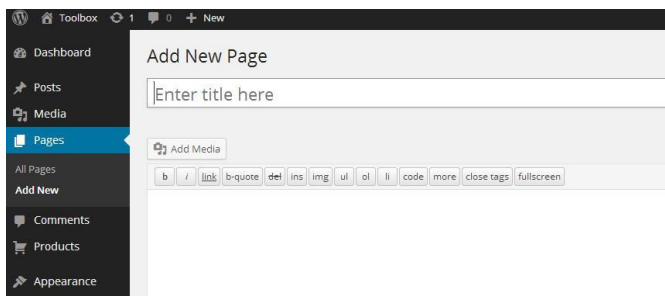 Toolbox 1 0 + New
Dashboard
Posts
Media
Pages
All Pages
Add New
Comments
Products
Appearance
Add New Page
Enter title here
Add Media
b i link b-quote del ins img ul ol li code more close tags fullscreen